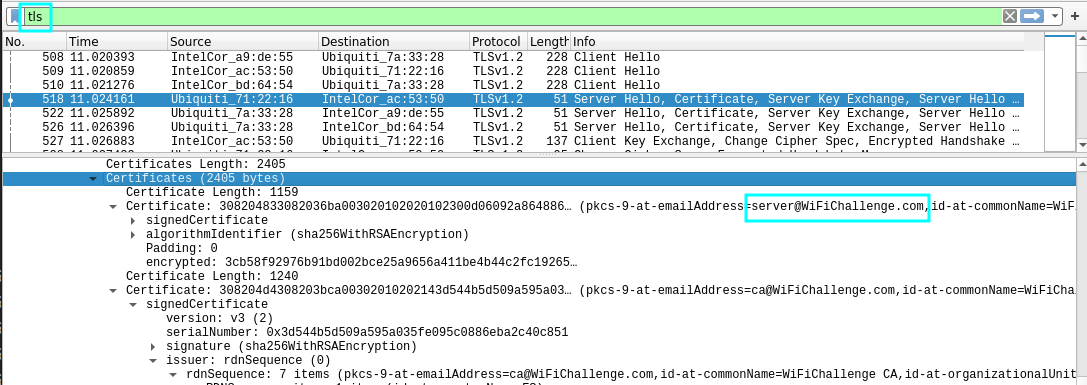 tls
No. Time Source Destination Protocol Length Info
508 11.020393 IntelCor_a9:de:55 Ubiquiti_7a:33:28 TLSv1.2 228 Client Hello
509 11.020859 IntelCor_ac:53:50 Ubiquiti_71:22:16 TLSv1.2 228 Client Hello
510 11.021276 IntelCor_bd:64:54 Ubiquiti_7a:33:28 TLSv1.2 228 Client Hello
518 11.024161 Ubiquiti_71:22:16 IntelCor_ac:53:50 TLSv1.2 51 Server Hello, Certificate, Server Key Exchange, Server Hello …
522 11.025892 Ubiquiti_7a:33:28 IntelCor_a9:de:55 TLSv1.2 51 Server Hello, Certificate, Server Key Exchange, Server Hello …
526 11.026396 Ubiquiti_7a:33:28 IntelCor_bd:64:54 TLSv1.2 51 Server Hello, Certificate, Server Key Exchange, Server Hello …
527 11.026883 IntelCor_ac:53:50 Ubiquiti_71:22:16 TLSv1.2 137 Client Key Exchange, Change Cipher Spec, Encrypted Handshake …
Certificates Length: 2405
Certificates (2405 bytes)
Certificate Length: 1159
Certificate: 308204833082036ba003020102020102300d06092a864886… (pkcs-9-at-emailAddress=server@WiFiChallenge.com,id-at-commonName=WiF
signedCertificate
algorithmIdentifier (sha256WithRSAEncryption)
Padding: 0
encrypted: 3cb58f92976b91bd002bce25a9656a411be4b44c2fc19265…
Certificate Length: 1240
Certificate: 308204d4308203bca00302010202143d544b5d509a595a03… (pkcs-9-at-emailAddress=ca@WiFiChallenge.com,id-at-commonName=WiFiCha
signedCertificate
version: v3 (2)
serialNumber: 0x3d544b5d509a595a035fe095c0886eba2c40c851
signature (sha256WithRSAEncryption)
issuer: rdnSequence (0)
rdnSequence: 7 items (pkcs-9-at-emailAddress=ca@WiFiChallenge.com,id-at-commonName=WiFiChallenge CA,id-at-organizationalUnit